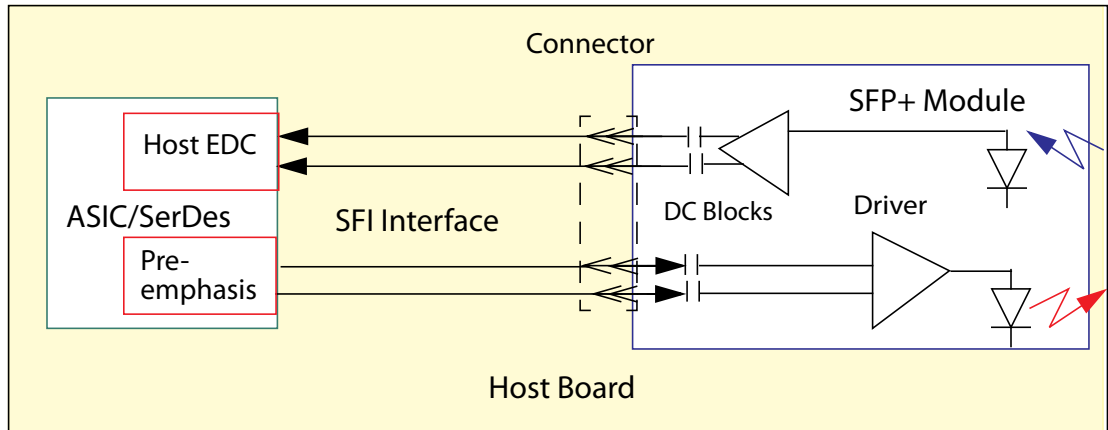 Connector
SFP+ Module
Host EDC
ASIC/SerDes
SFI Interface
DC Blocks
Driver
Pre-
emphasis
Host Board